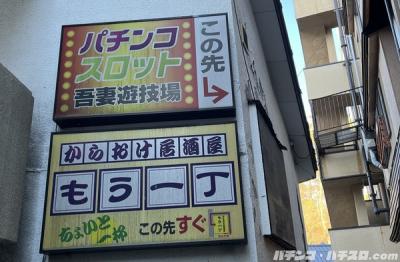 パチンコ
スロット
吾妻遊技場
この先
からおけ居酒屋
もう一丁
ちょいと
一杯
この先すぐ
パチンコ★パチスロ.com